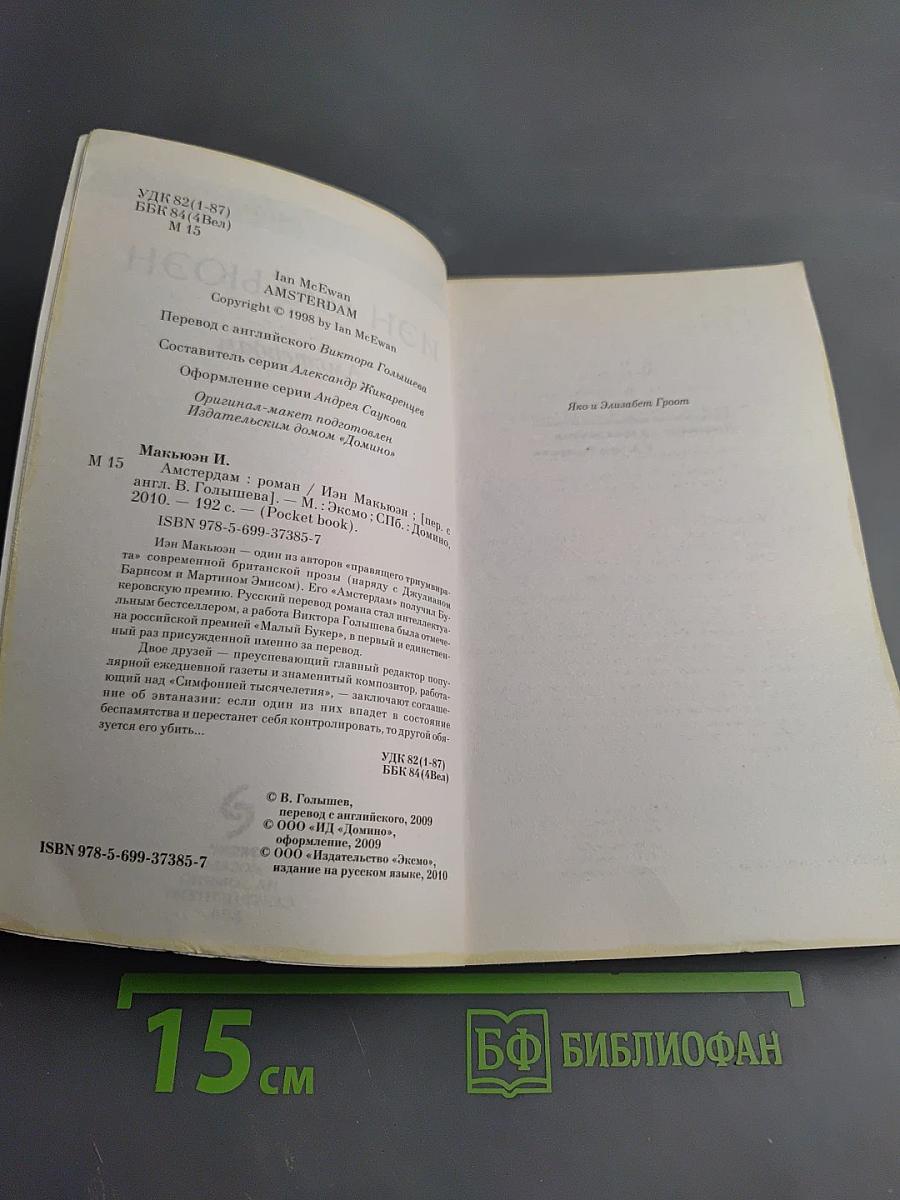 УДК 82(1-87)
ББК 84(4Вел)
М 15
Ian McEwan
AMSTERDAM
Copyright © 1998 by Ian McEwan
Перевод с английского Виктора Голышева
Составитель серии Александр Жикаренцев
Оформление серии Андрея Саукова
Оригинал-макет подготовлен
Издательским домом «Домино»
Макьюэн И.
М 15 Амстердам : роман / Иэн Макьюэн ; [пер. с
англ. В. Голышева]. — М. : Эксмо ; СПб. : Домино,
2010. — 192 с. — (Pocket book).
ISBN 978-5-699-37385-7
Иэн Макьюэн — один из авторов «правящего триумвира-
та» современной британской прозы (наряду с Джулианом
Барнсом и Мартином Эмисом). Его «Амстердам» получил Бу-
керовскую премию. Русский перевод романа стал интеллектуа-
льным бестселлером, а работа Виктора Голышева была отмече-
на российской премией «Малый Букер», в первый и единствен-
ный раз присужденной именно за перевод.
Двое друзей — преуспевающий главный редактор попу-
лярной ежедневной газеты и знаменитый композитор, работа-
ющий над «Симфонией тысячелетия», — заключают соглаше-
ние об эвтаназии: если один из них впадет в состояние
беспамятства и перестанет себя контролировать, то другой обя-
зуется его убить...
УДК 82(1-87)
ББК 84(4Вел)
© В. Голышев,
перевод с английского, 2009
© ООО «ИД «Домино»,
оформление, 2009
© ООО «Издательство «Эксмо»,
издание на русском языке, 2010
ISBN 978-5-699-37385-7
Яко и Элизабет Гроот
15 см
БФ БИБЛИОФАН